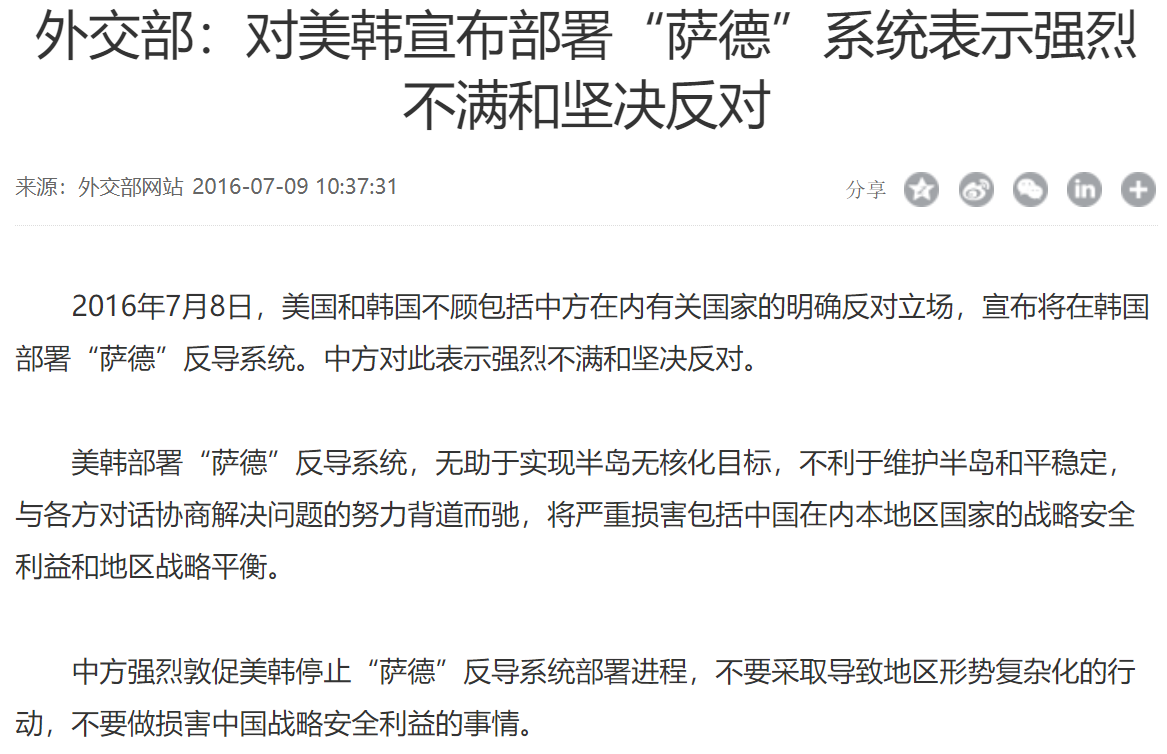 外交部：对美韩宣布部署“萨德”系统表示强烈
不满和坚决反对
来源：外交部网站 2016-07-09 10:37:31
分享
2016年7月8日，美国和韩国不顾包括中方在内有关国家的明确反对立场，宣布将在韩国
部署“萨德”反导系统。中方对此表示强烈不满和坚决反对。
美韩部署“萨德”反导系统，无助于实现半岛无核化目标，不利于维护半岛和平稳定，
与各方对话协商解决问题的努力背道而驰，将严重损害包括中国在内本地区国家的战略安全
利益和地区战略平衡。
中方强烈敦促美韩停止“萨德”反导系统部署进程，不要采取导致地区形势复杂化的行
动，不要做损害中国战略安全利益的事情。